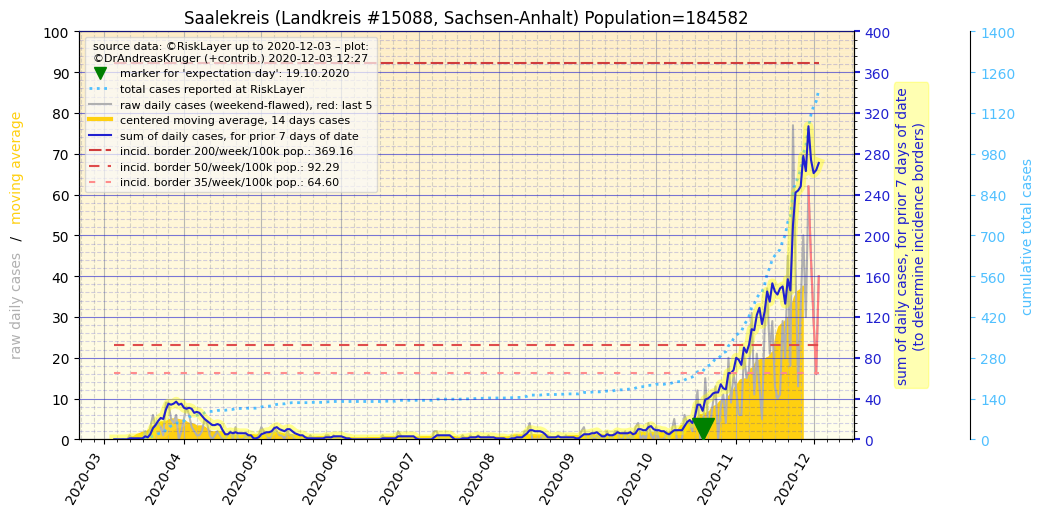 Saalekreis (Landkreis #15088, Sachsen-Anhalt) Population=184582
source data: ©RiskLayer up to 2020-12-03 – plot:
©DrAndreasKruger (+contrib.) 2020-12-03 12:27
marker for 'expectation day': 19.10.2020
total cases reported at RiskLayer
raw daily cases (weekend-flawed), red: last 5
centered moving average, 14 days cases
sum of daily cases, for prior 7 days of date
incid. border 200/week/100k pop.: 369.16
incid. border 50/week/100k pop.: 92.29
incid. border 35/week/100k pop.: 64.60
raw daily cases / moving average
100
90
80
70
60
50
40
30
20
10
0
2020-03
2020-04
2020-05
2020-06
2020-07
2020-08
2020-09
2020-10
2020-11
2020-12
400
360
320
280
240
200
160
120
80
40
0
sum of daily cases, for prior 7 days of date
(to determine incidence borders)
1400
1260
1120
980
840
700
560
420
280
140
0
cumulative total cases